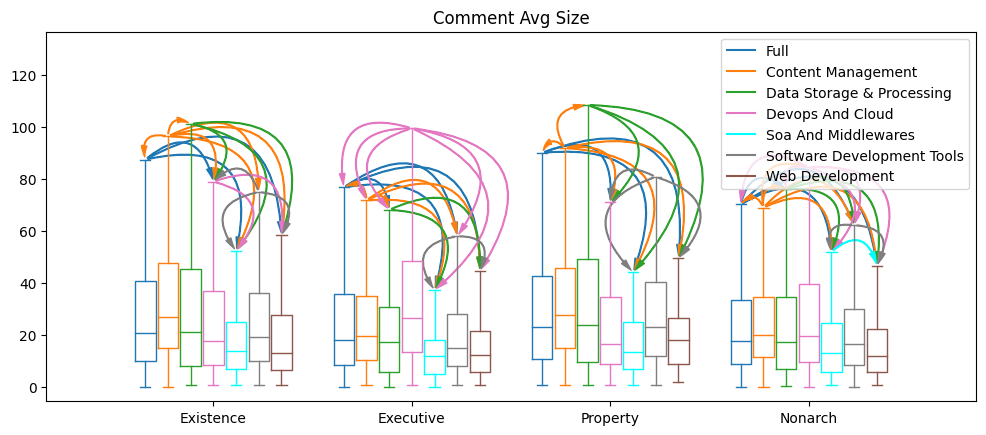 Comment Avg Size
Full
Content Management
Data Storage & Processing
Devops And Cloud
Soa And Middlewares
Software Development Tools
Web Development
120
100
80
60
40
20
0
Existence Executive Property Nonarch